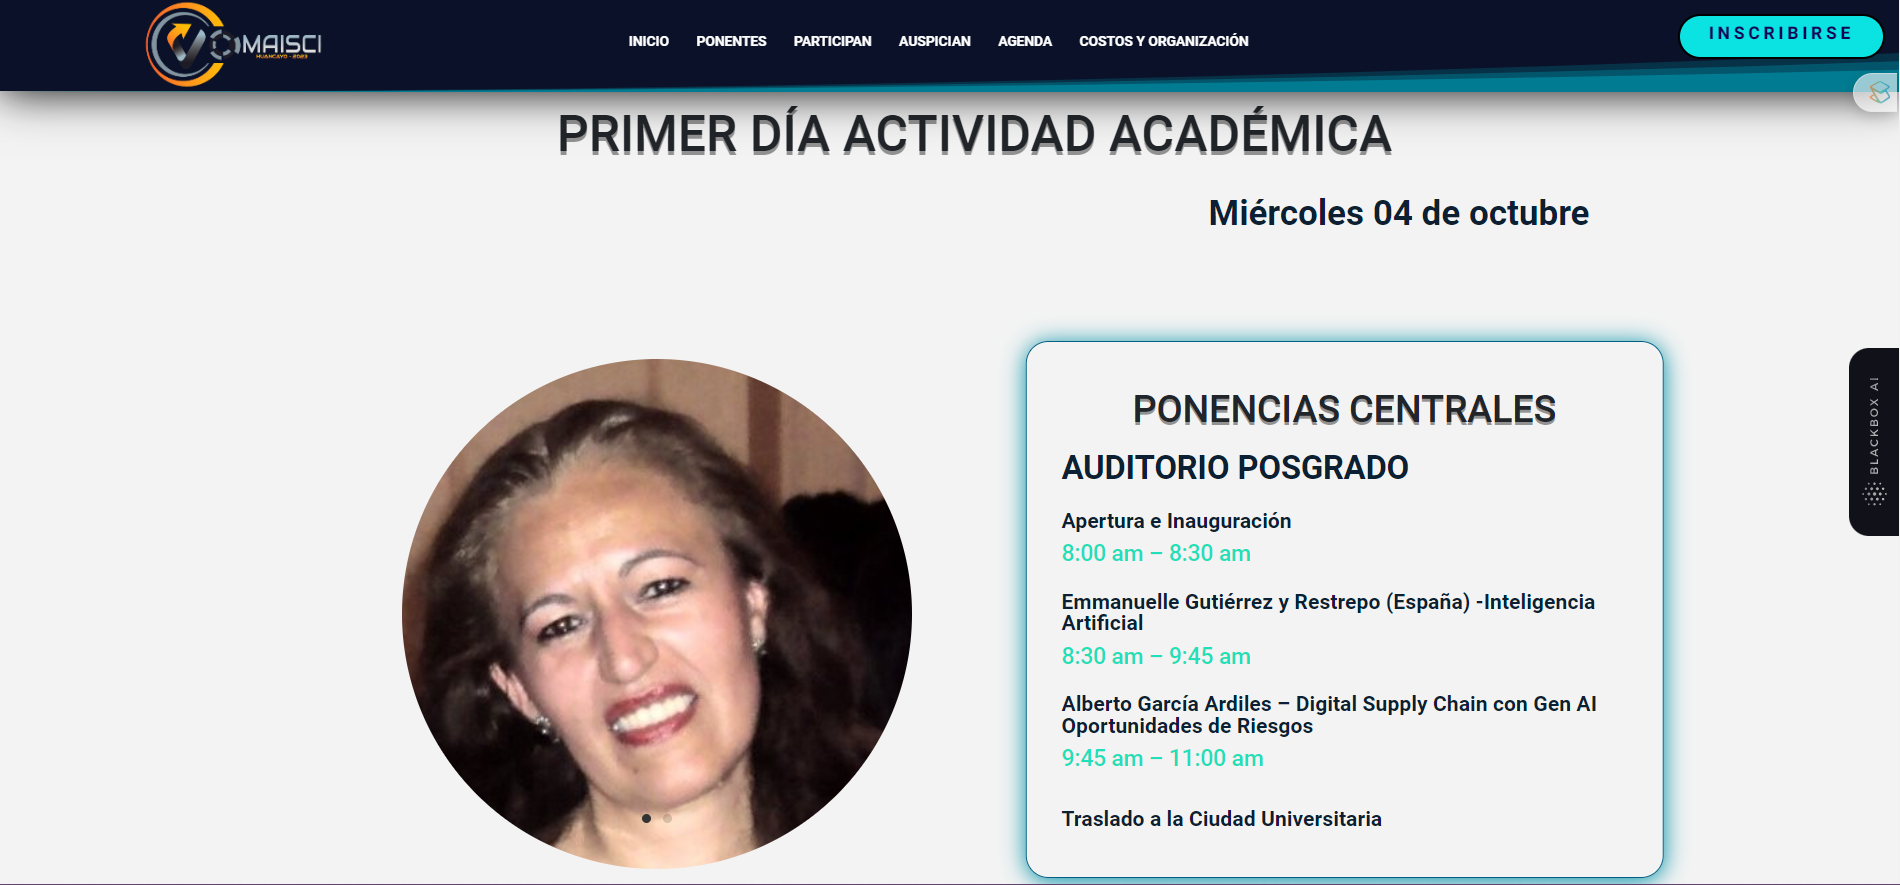 OMAISCI
HUANCAYO - 2023
INICIO PONENTES PARTICIPAN AUSPICIAN AGENDA COSTOS Y ORGANIZACIÓN
INSCRIBIRSE
PRIMER DÍA ACTIVIDAD ACADÉMICA
Miércoles 04 de octubre
PONENCIAS CENTRALES
AUDITORIO POSGRADO
Apertura e Inauguración
8:00 am – 8:30 am
Emmanuelle Gutiérrez y Restrepo (España) -Inteligencia
Artificial
8:30 am – 9:45 am
Alberto García Ardiles – Digital Supply Chain con Gen AI
Oportunidades de Riesgos
9:45 am – 11:00 am
Traslado a la Ciudad Universitaria
BLACKBOX AI